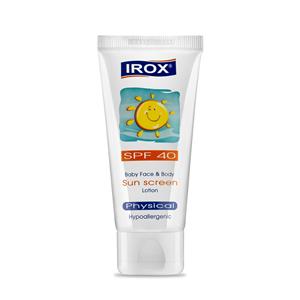 IROX®
SPF 40
Baby Face & Body
Sun screen
Lotion
Physical
Hypoallergenic